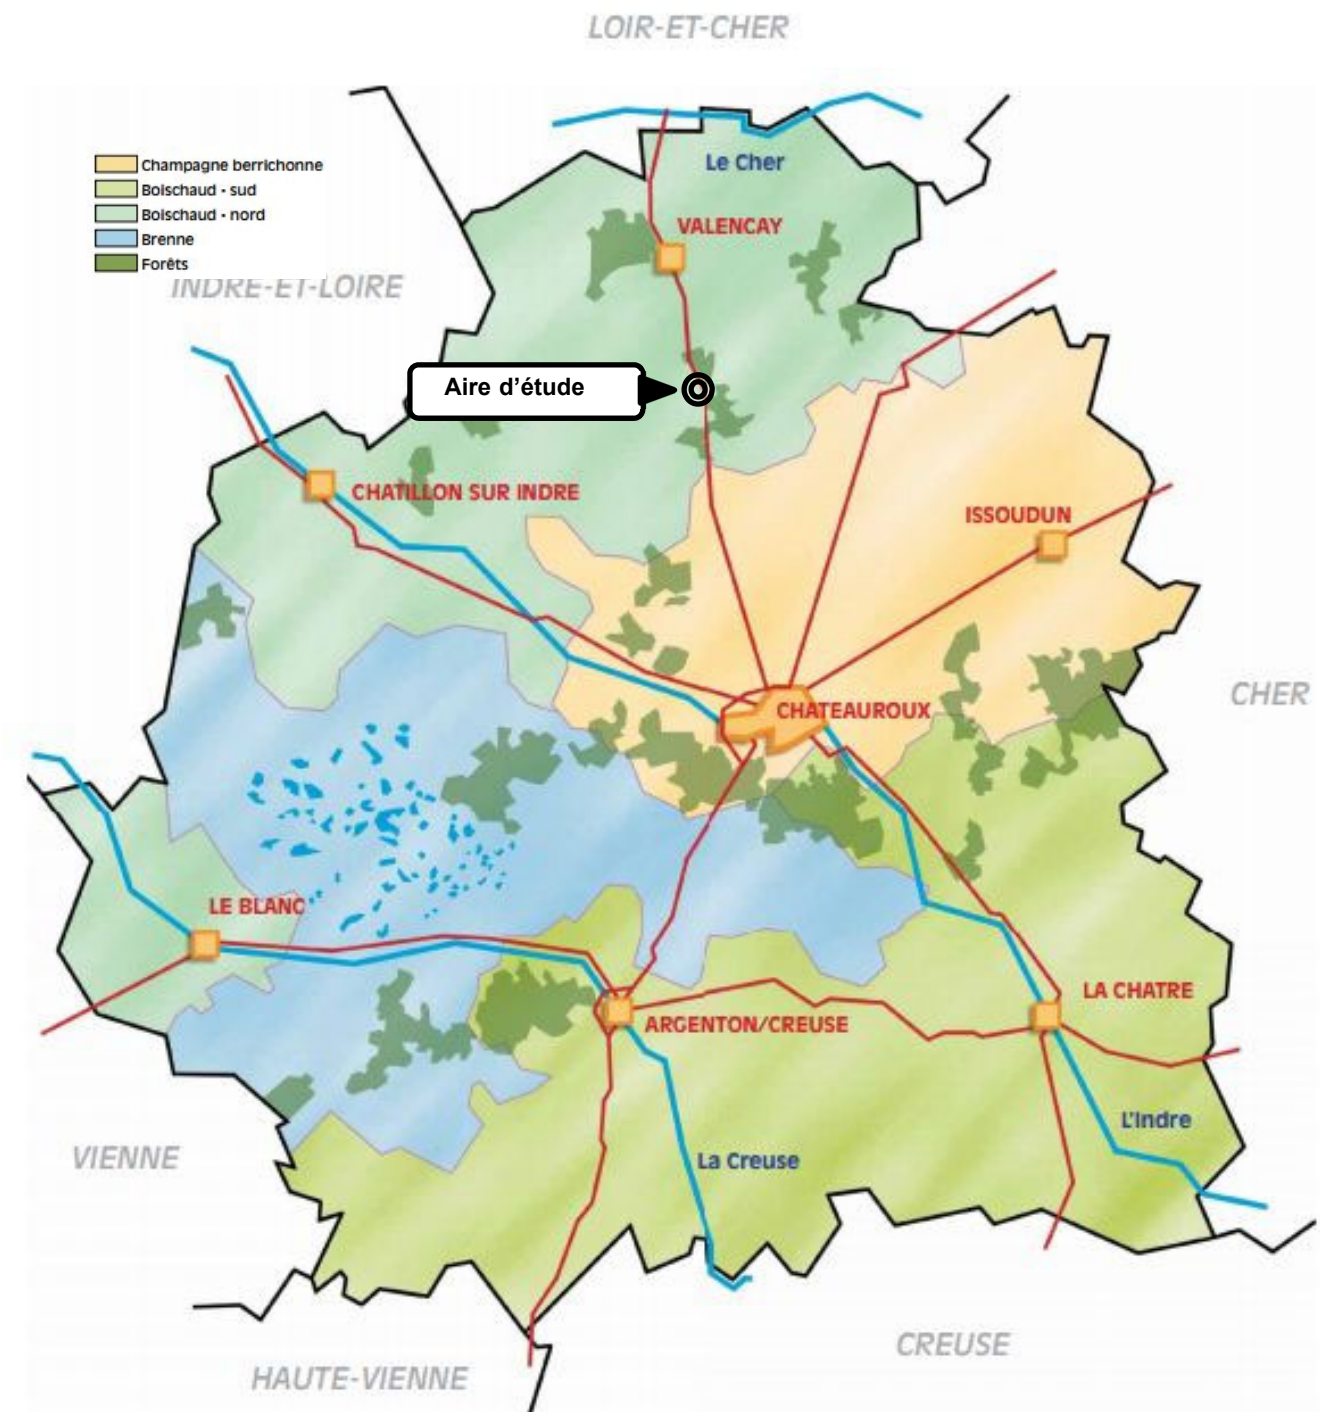 LOIR-ET-CHER
Le Cher
Champagne berrichonne
Boischaud - sud
Boischaud - nord
Brenne
Forêts
VALENCAY
INDRE-ET-LOIRE
Aire d'étude
CHATILLON SUR INDRE
ISSOUDUN
CHER
CHATEAUROUX
LE BLANC
LA CHATRE
ARGENTON/CREUSE
L'Indre
VIENNE
La Creuse
CREUSE
HAUTE-VIENNE